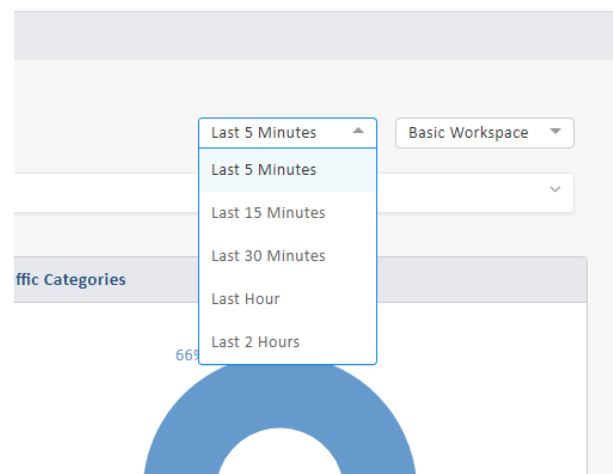 Last 5 Minutes
Basic Workspace
Last 5 Minutes
Last 15 Minutes
Last 30 Minutes
Last Hour
Last 2 Hours
ffic Categories
66%